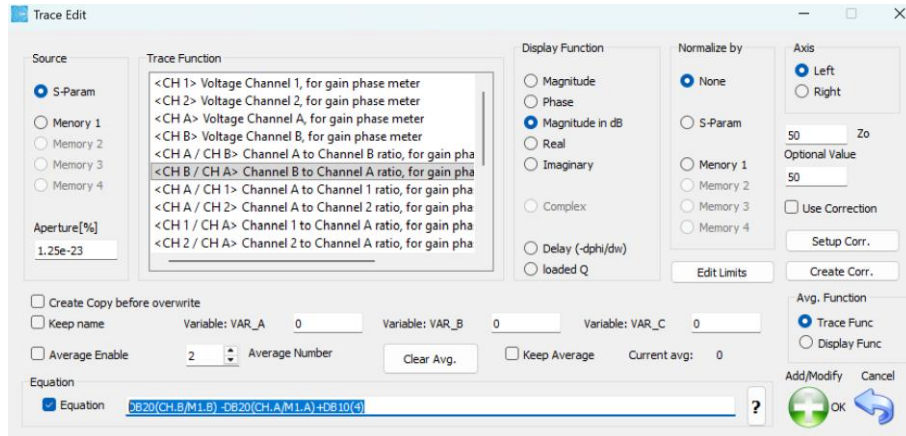 Trace Edit
Source
S-Param
Menory 1
Memory 2
Memory 3
Memory 4
Aperture[%]
1.25e-23
Trace Function
<CH 1> Voltage Channel 1, for gain phase meter
<CH 2> Voltage Channel 2, for gain phase meter
<CH A> Voltage Channel A, for gain phase meter
<CH B> Voltage Channel B, for gain phase meter
<CH A / CH B> Channel A to Channel B ratio, for gain pha
<CH B / CH A> Channel B to Channel A ratio, for gain pha
<CH A / CH 1> Channel A to Channel 1 ratio, for gain pha
<CH A / CH 2> Channel A to Channel 2 ratio, for gain pha
<CH 1 / CH A> Channel 1 to Channel A ratio, for gain pha
<CH 2 / CH A> Channel 2 to Channel A ratio, for gain pha
Display Function
Magnitude
Phase
Magnitude in dB
Real
Imaginary
Complex
Delay (-dphi/dw)
loaded Q
Normalize by
None
S-Param
Menory 1
Memory 2
Memory 3
Memory 4
Edit Limits
Axis
Left
Right
50 Zo
Optional Value
50
Use Correction
Setup Corr.
Create Corr.
Create Copy before overwrite
Keep name Variable: VAR_A 0 Variable: VAR_B 0 Variable: VAR_C 0
Average Enable 2 Average Number Clear Avg. Keep Average Current avg: 0
Avg. Function
Trace Func
Display Func
Equation
Equation DB20(CH.B/M1.B) -DB20(CH.A/M1.A)+DB10(4) ?
Add/Modify Cancel
OK